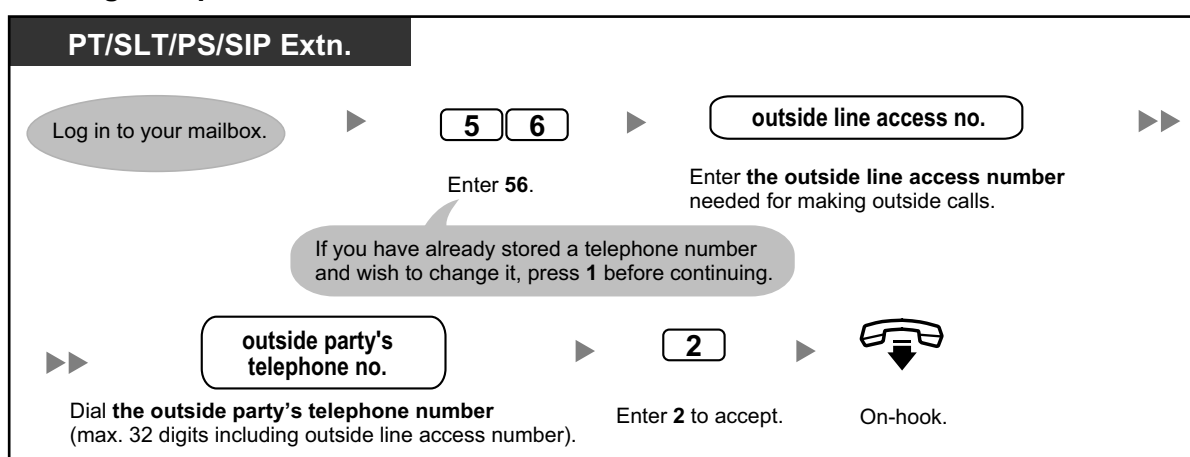 PT/SLT/PS/SIP Extn.
Log in to your mailbox.
5 6
outside line access no.
Enter 56.
Enter the outside line access number
needed for making outside calls.
If you have already stored a telephone number
and wish to change it, press 1 before continuing.
outside party's
telephone no.
2
Dial the outside party’s telephone number
(max. 32 digits including outside line access number).
Enter 2 to accept.
On-hook.